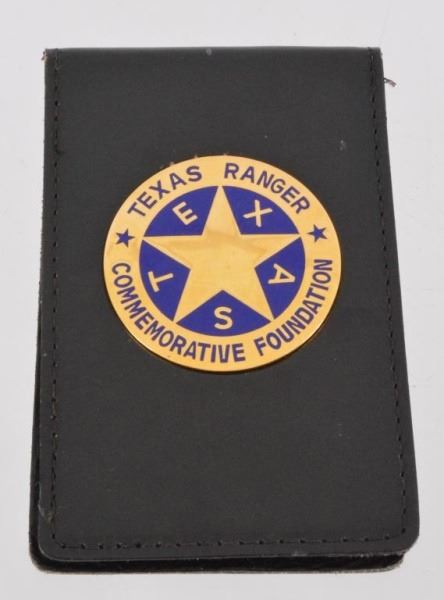 TEXAS RANGER
TEXAS
COMMEMORATIVE FOUNDATION